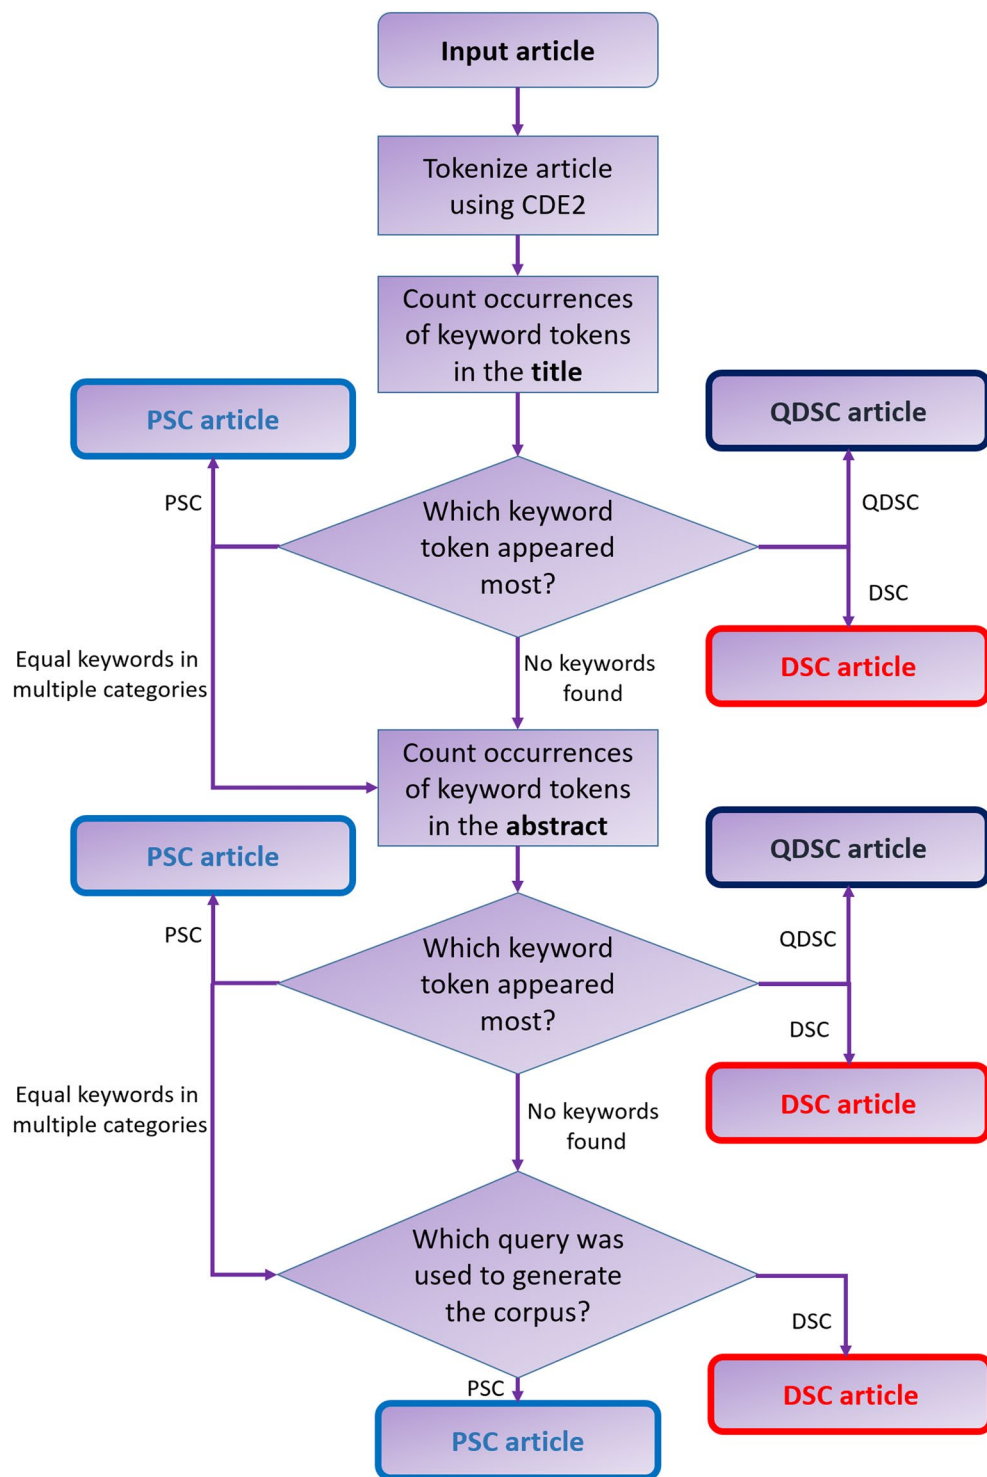 Input article
Tokenize article
using CDE2
Count occurrences
of keyword tokens
in the title
PSC article
QDSC article
PSC
QDSC
Which keyword
token appeared
most?
DSC
Equal keywords in
multiple categories
No keywords
found
DSC article
Count occurrences
of keyword tokens
in the abstract
PSC article
QDSC article
PSC
QDSC
Which keyword
token appeared
most?
DSC
Equal keywords in
multiple categories
No keywords
found
DSC article
Which query was
used to generate
the corpus?
DSC
PSC
DSC article
PSC article